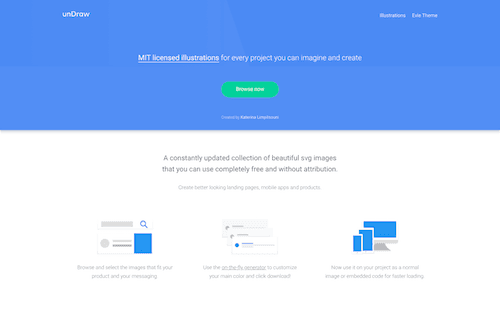 unDraw
Illustrations
Evie Theme
MIT licensed illustrations for every project you can imagine and create
Browse now
Created by Katerina Limpitsouni
A constantly updated collection of beautiful svg images
that you can use completely free and without attribution.
Create better looking landing pages, mobile apps and products.
Browse and select the images that fit your
product and your messaging.
Use the on-the-fly generator to customize
your main color and click download!
Now use it on your project as a normal
image or embedded node for faster loading.